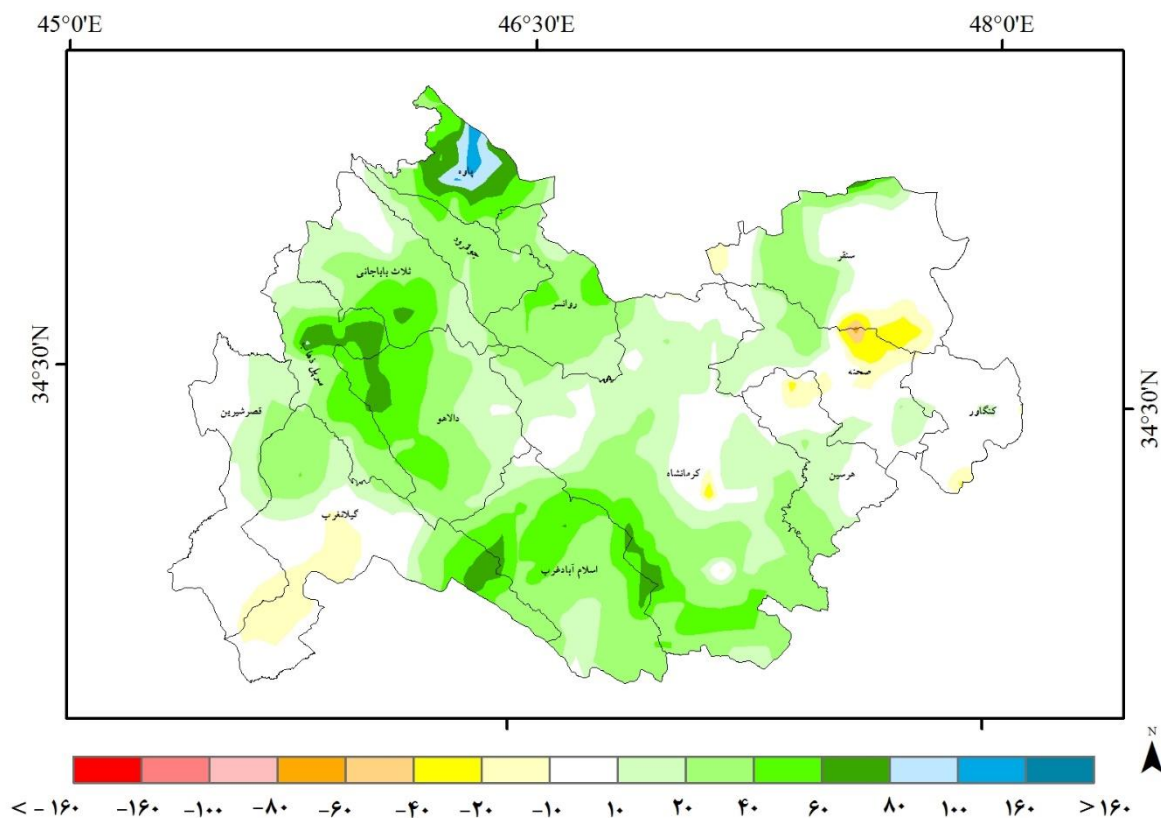 45°0'E 46°30'E 48°0'E
پاوه
سنقر
جوانرود
ثلاث باباجانی
روانسر
34°30'N
سرپل ذهاب
صحنه
قصرشیرین
دالاهو
کنگاور
34°30'N
کرمانشاه
هرسین
گیلانغرب
اسلام آبادغرب
N
< -۱۶۰ -۱۶۰ -۱۰۰ -۸۰ -۶۰ -۴۰ -۲۰ -۱۰ ۱۰ ۲۰ ۴۰ ۶۰ ۸۰ ۱۰۰ ۱۶۰ >۱۶۰